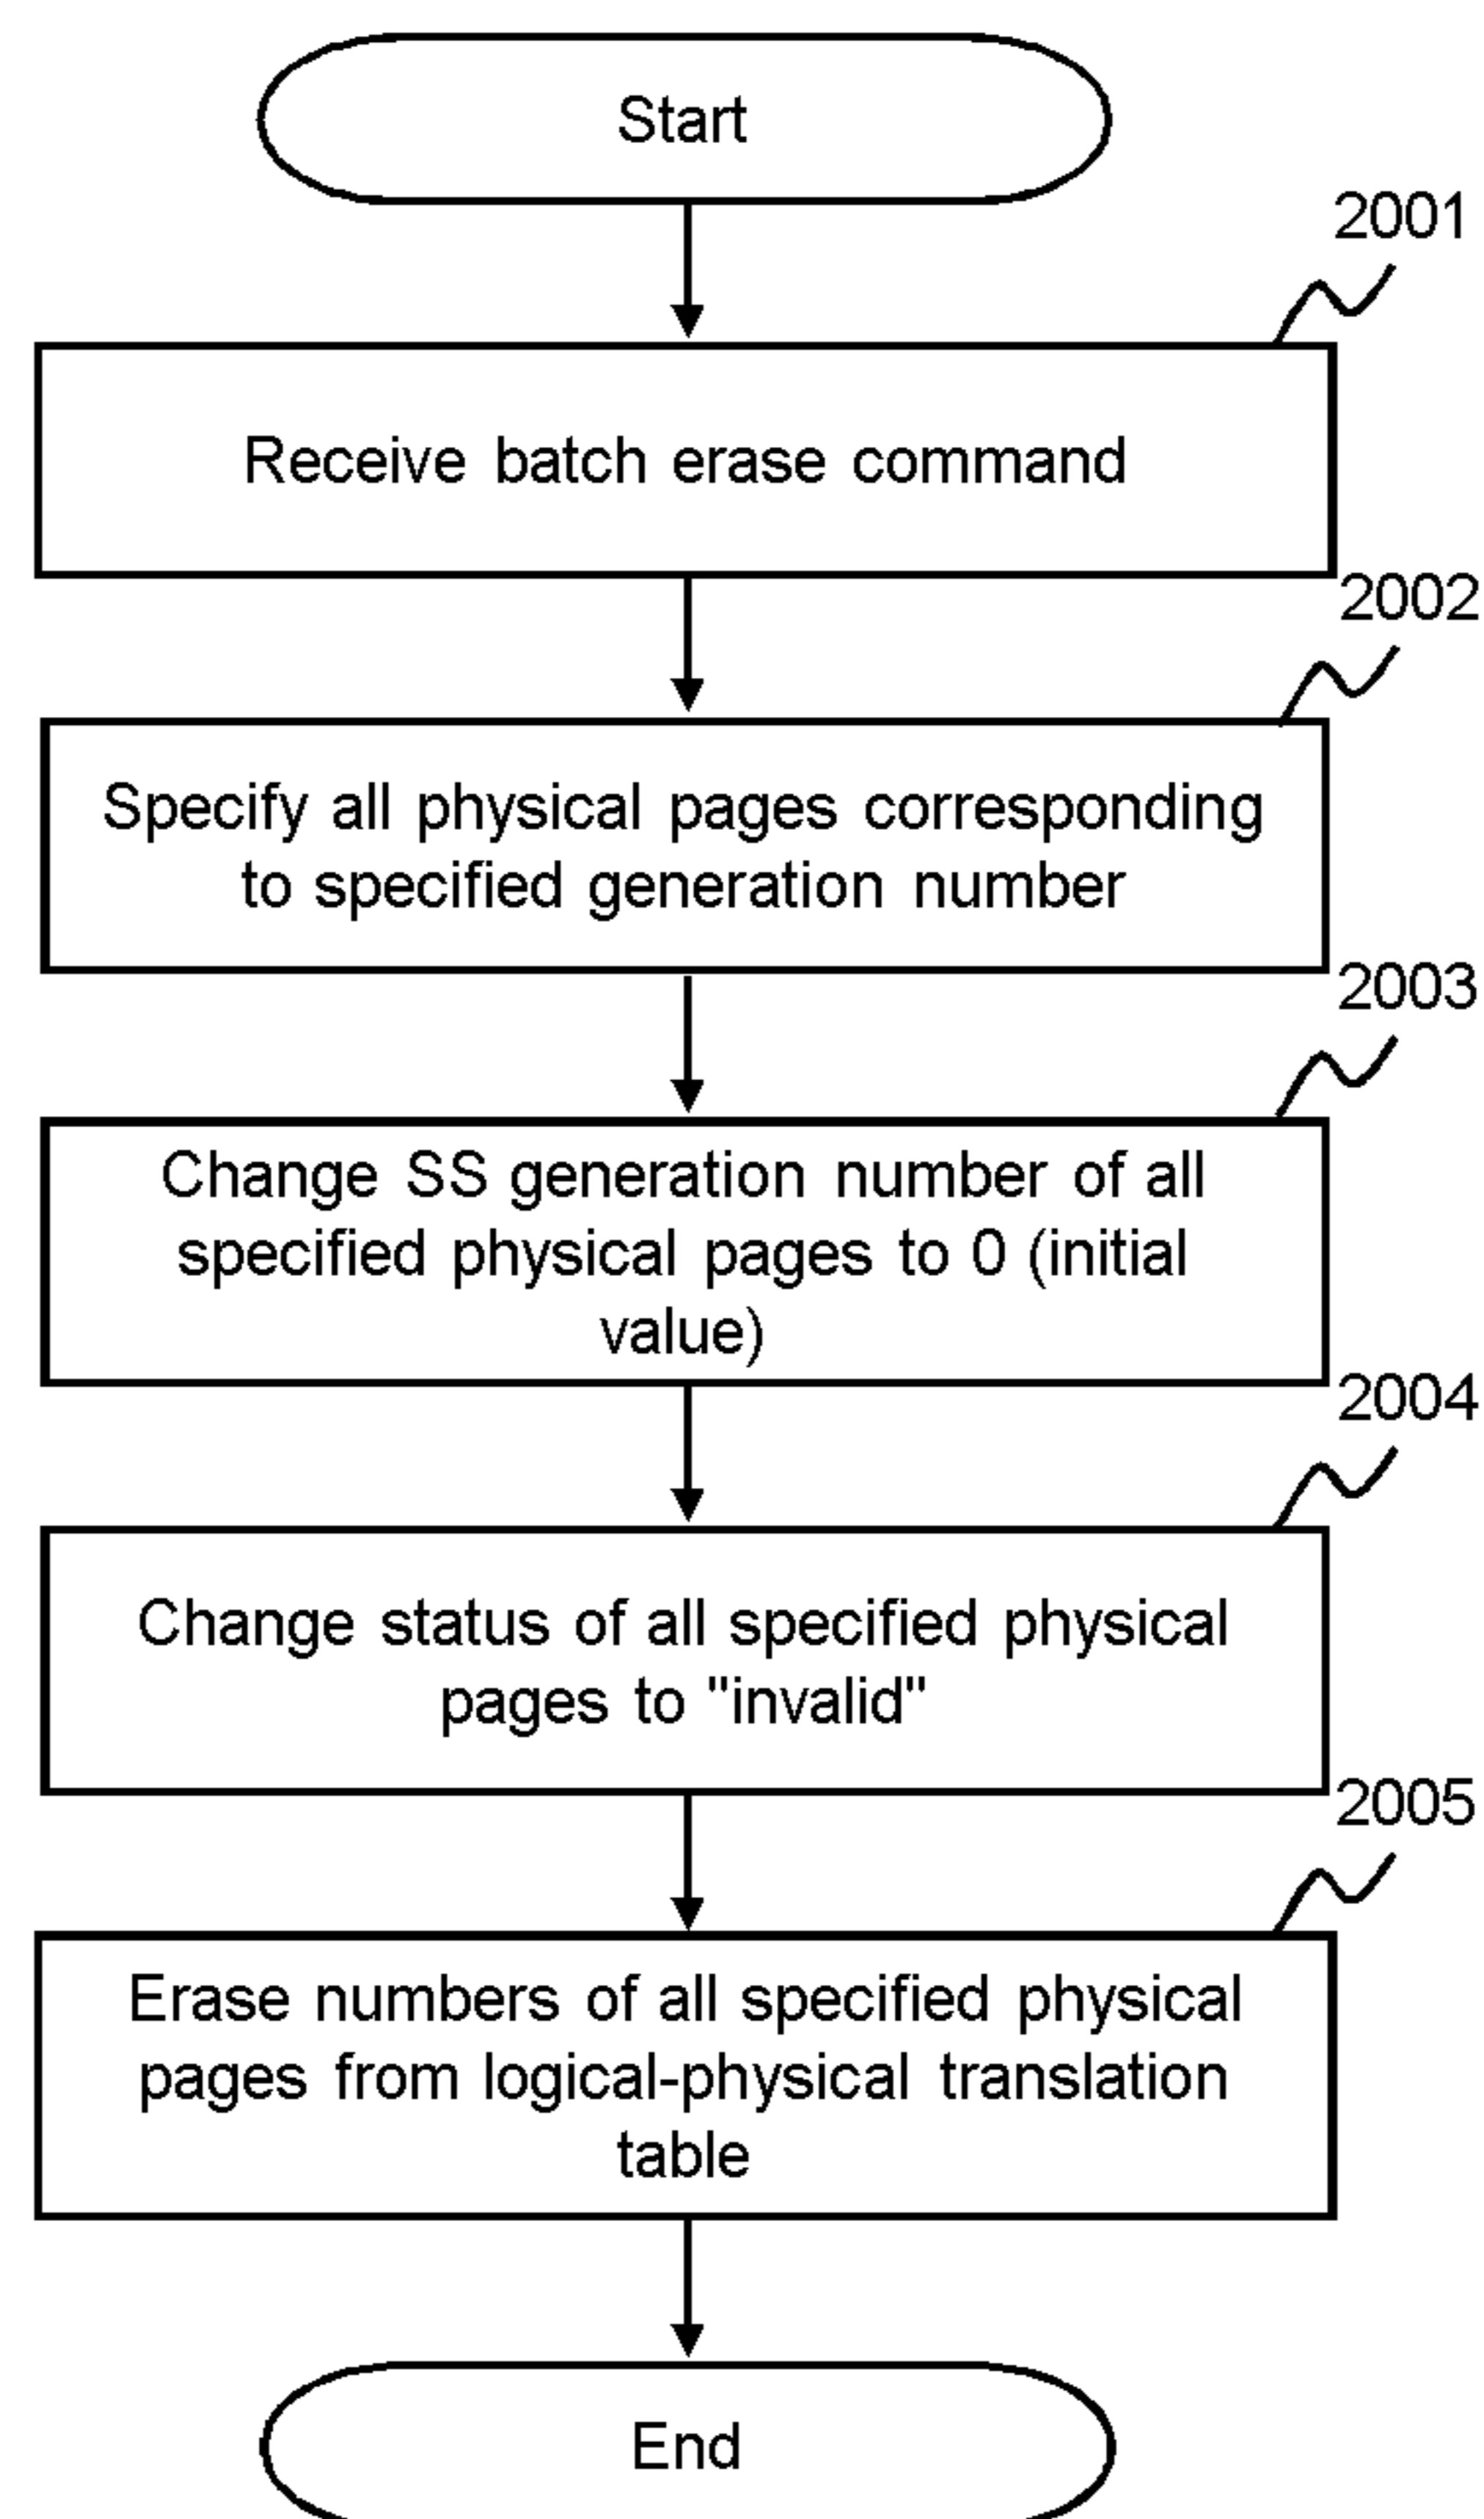 Start
2001
Receive batch erase command
2002
Specify all physical pages corresponding
to specified generation number
2003
Change SS generation number of all
specified physical pages to 0 (initial
value)
2004
Change status of all specified physical
pages to "invalid"
2005
Erase numbers of all specified physical
pages from logical-physical translation
table
End